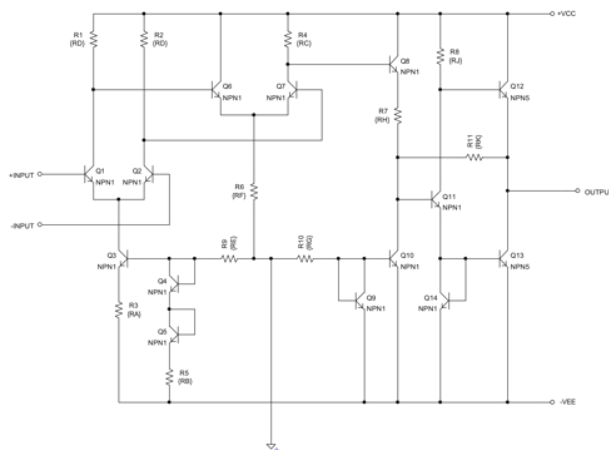 R1
(RD)
R2
(RD)
R4
(RC)
+VCC
Q6
NPN1
Q7
NPN1
Q8
NPN1
R8
(RJ)
Q12
NPN5
R7
(RH)
R11
(RK)
+INPUT
Q1
NPN1
Q2
NPN1
R6
(RF)
Q11
NPN1
OUTPU
-INPUT
Q3
NPN1
R9
(RE)
R10
(RG)
Q10
NPN1
Q13
NPN5
Q4
NPN1
Q9
NPN1
Q14
NPN1
R3
(RA)
Q5
NPN1
R5
(RB)
-VEE